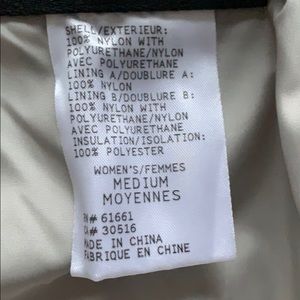 SHELL/EXTERIEUR:
100% NYLON WITH
POLYURETHANE/NYLON
AVEC POLYURETHANE
LINING A/DOUBLURE A:
100% NYLON
LINING B/DOUBLURE B:
100% NYLON WITH
POLYURETHANE/NYLON
AVEC POLYURETHANE
INSULATION/ISOLATION:
100% POLYESTER
WOMEN'S/FEMMES
MEDIUM
MOYENNES
RN# 61661
CA# 30516
MADE IN CHINA
FABRIQUE EN CHINE